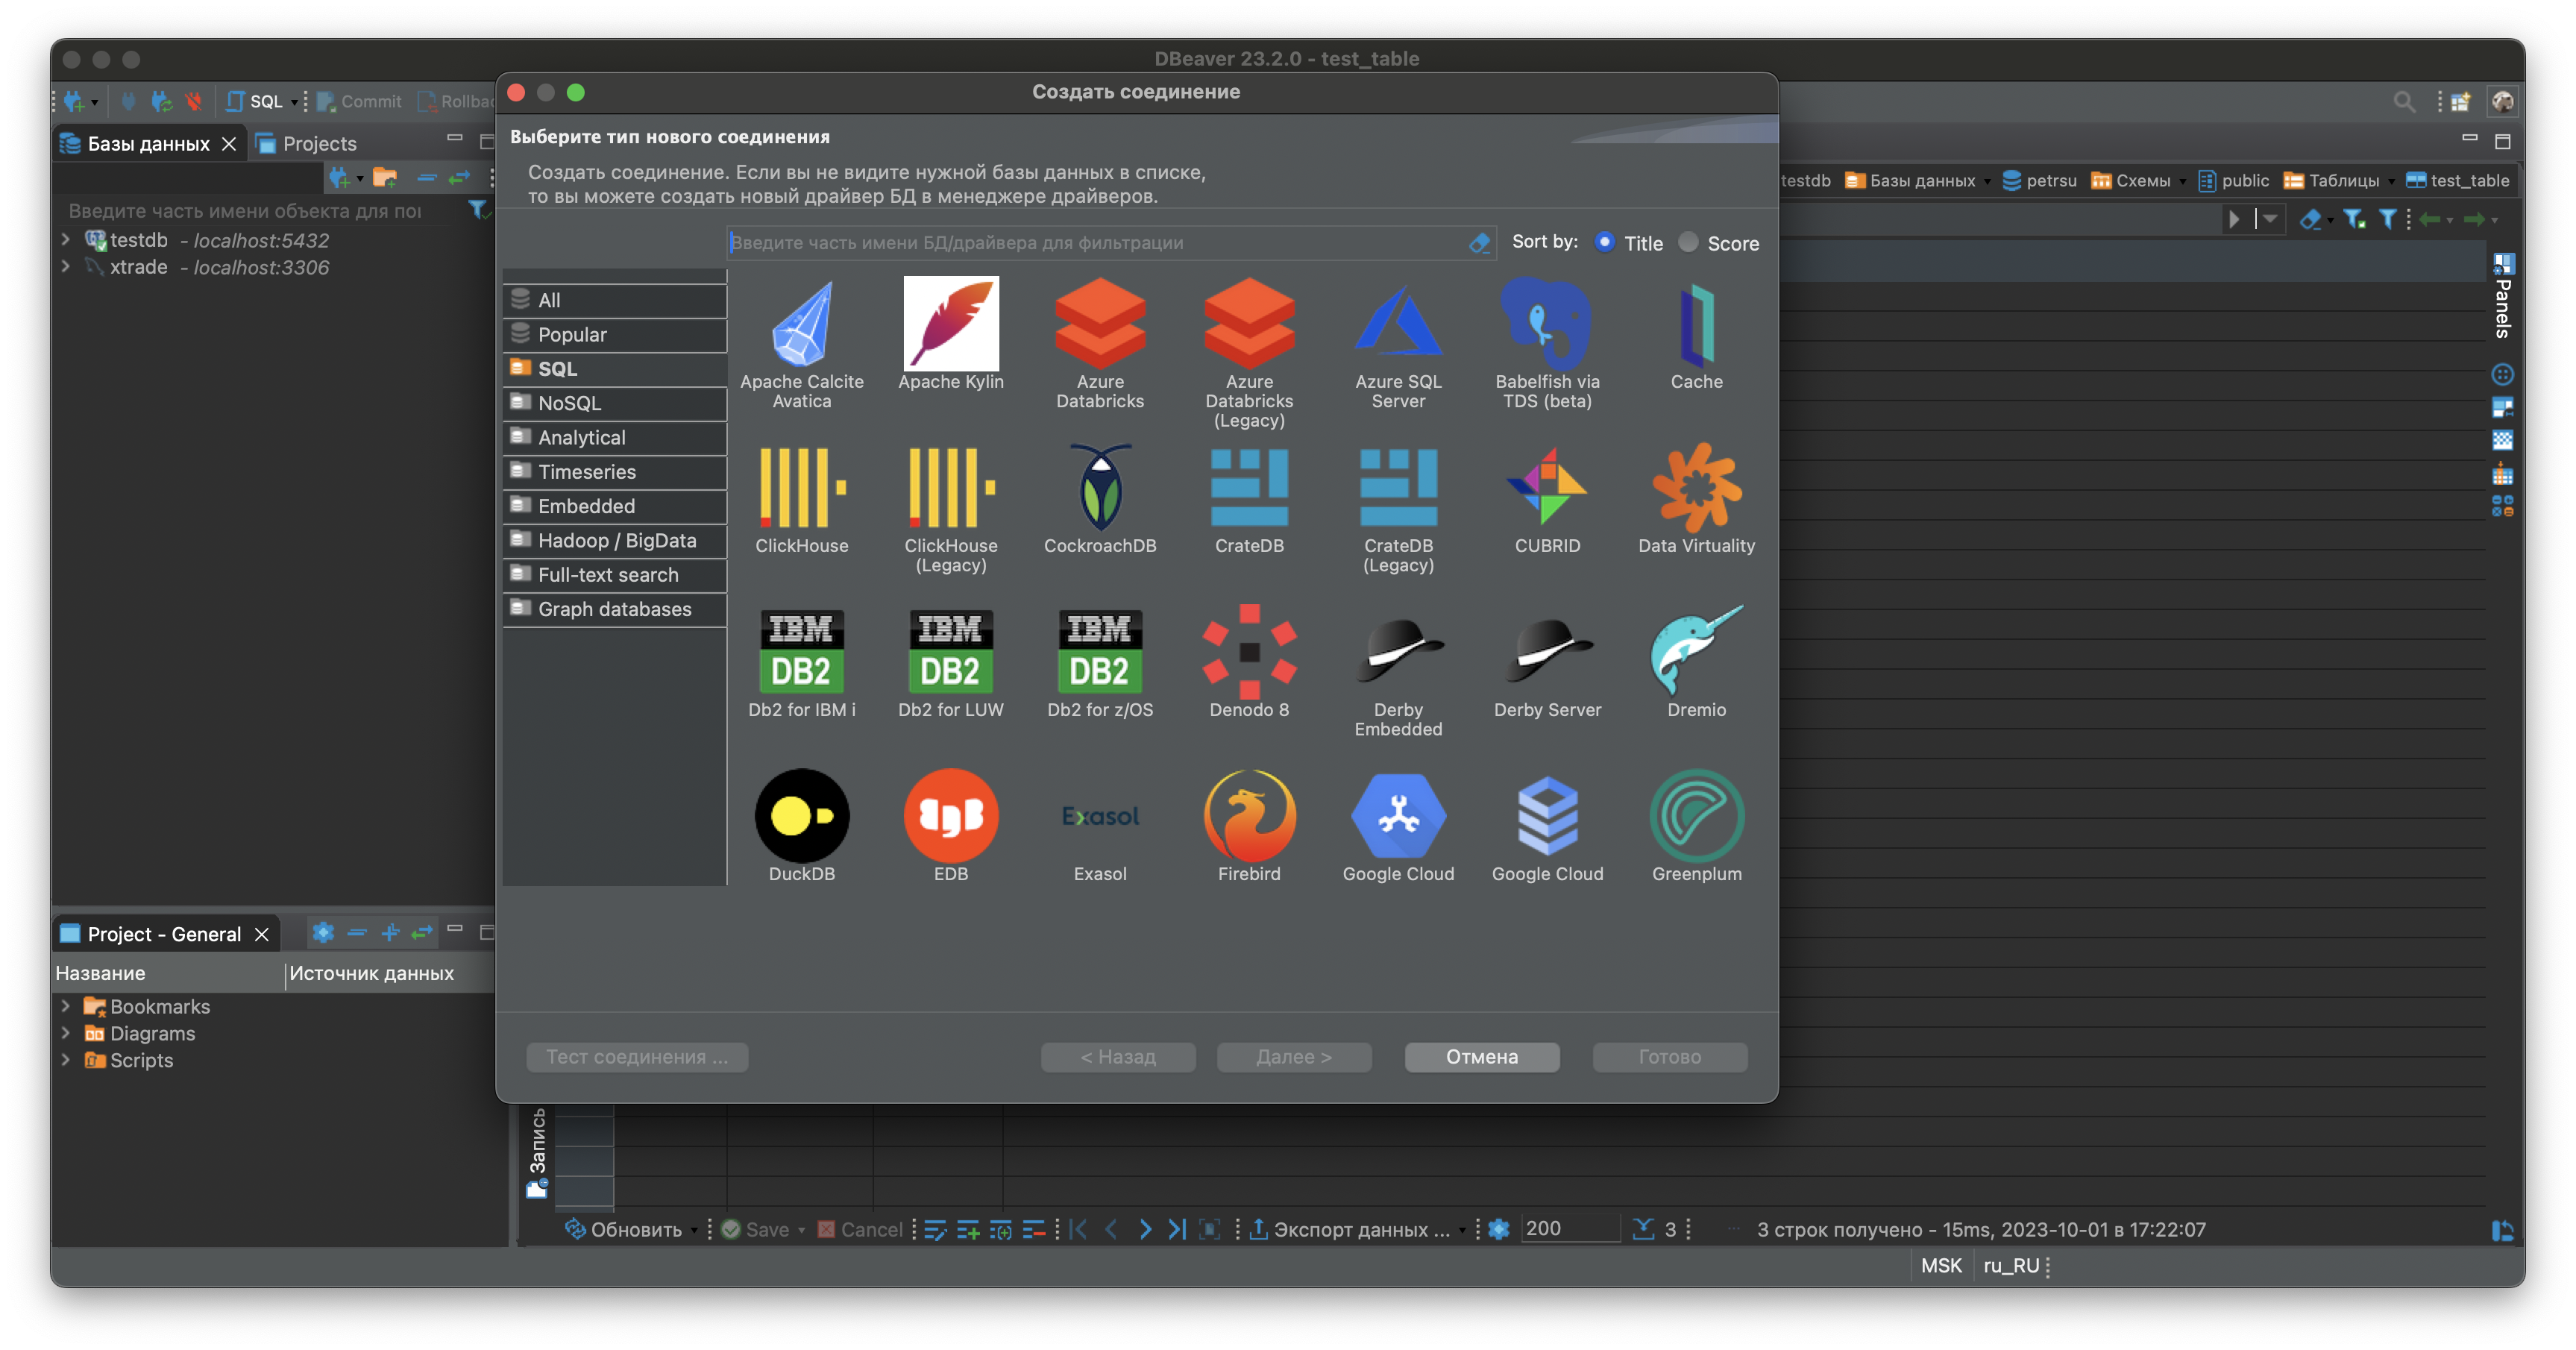 DBeaver 23.2.0 - test_table
SQL
Commit
Создать соединение
Базы данных
Projects
Выберите тип нового соединения
Создать соединение. Если вы не видите нужной базы данных в списке,
то вы можете создать новый драйвер БД в менеджере драйверов.
testdb Базы данных petrsu Схемы public Таблицы test_table
Введите часть имени объекта для
testdb - localhost:5432
xtrade - localhost:3306
Введите часть имени БД/драйвера для фильтрации
Sort by: Title Score
All
Popular
SQL
NoSQL
Analytical
Timeseries
Embedded
Hadoop / BigData
Full-text search
Graph databases
Apache Calcite
Avatica
Apache Kylin
Azure
Databricks
Azure
Databricks
(Legacy)
Azure SQL
Server
Babelfish via
TDS (beta)
Cache
ClickHouse
ClickHouse
(Legacy)
CockroachDB
CrateDB
CrateDB
(Legacy)
CUBRID
Data Virtuality
IBM
DB2
Db2 for IBM i
IBM
DB2
Db2 for LUW
IBM
DB2
Db2 for z/OS
Denodo 8
Derby
Embedded
Derby Server
Dremio
DuckDB
EDB
Exasol
Exasol
Firebird
Google Cloud
Google Cloud
Greenplum
Panels
Project - General
Название
Источник данных
Bookmarks
Diagrams
Scripts
Тест соединения ...
< Назад
Далее >
Отмена
Готово
Запись
Обновить
Save
Cancel
Экспорт данных ...
200
3
3 строк получено - 15ms, 2023-10-01 в 17:22:07
MSK
ru_RU